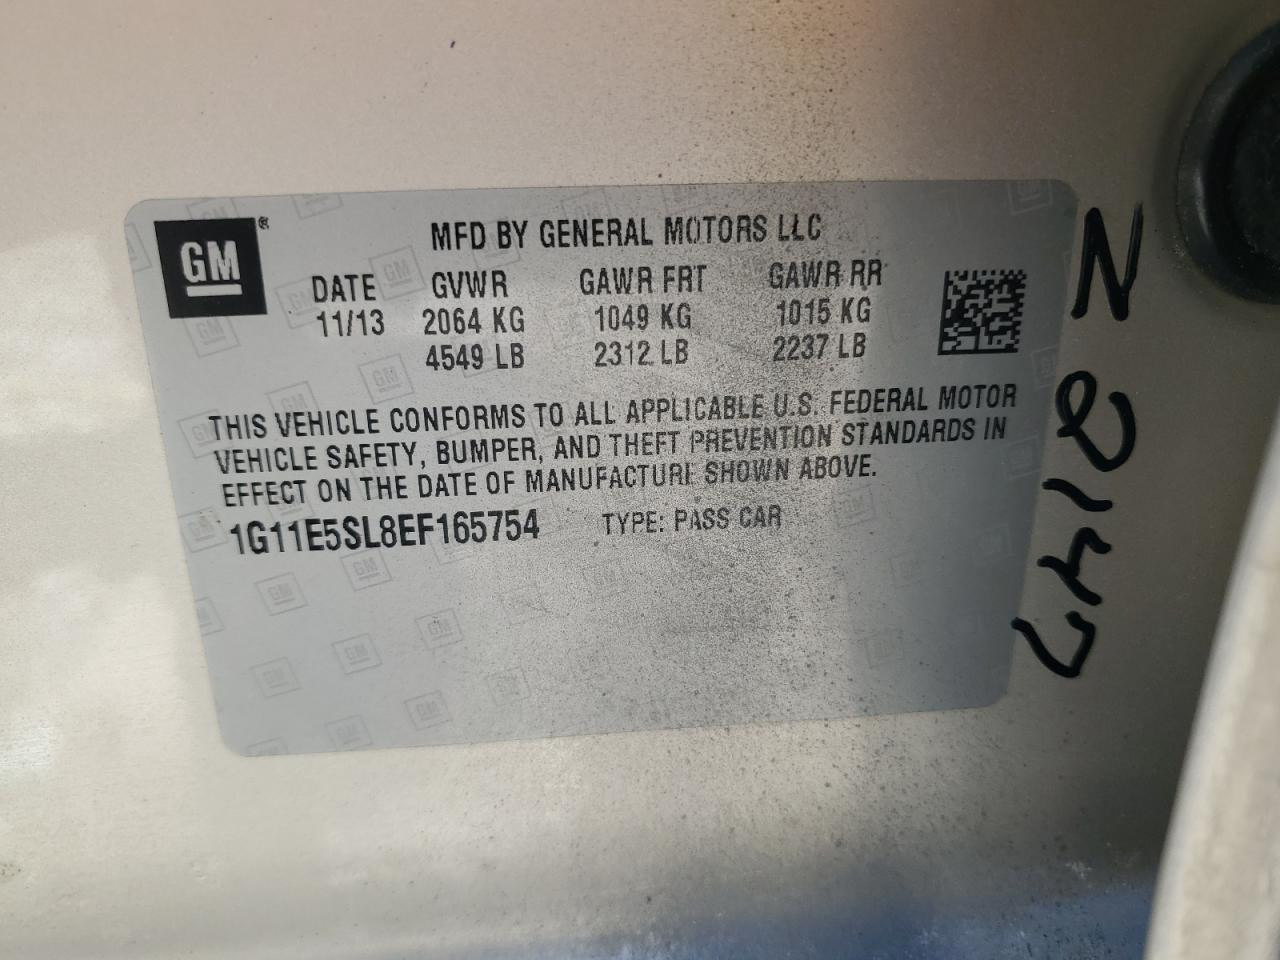 GM®
MFD BY GENERAL MOTORS LLC
DATE GVWR GAWR FRT GAWR RR
11/13 2064 KG 1049 KG 1015 KG
4549 LB 2312 LB 2237 LB
THIS VEHICLE CONFORMS TO ALL APPLICABLE U.S. FEDERAL MOTOR
VEHICLE SAFETY, BUMPER, AND THEFT PREVENTION STANDARDS IN
EFFECT ON THE DATE OF MANUFACTURE SHOWN ABOVE.
1G11E5SL8EF165754 TYPE: PASS CAR